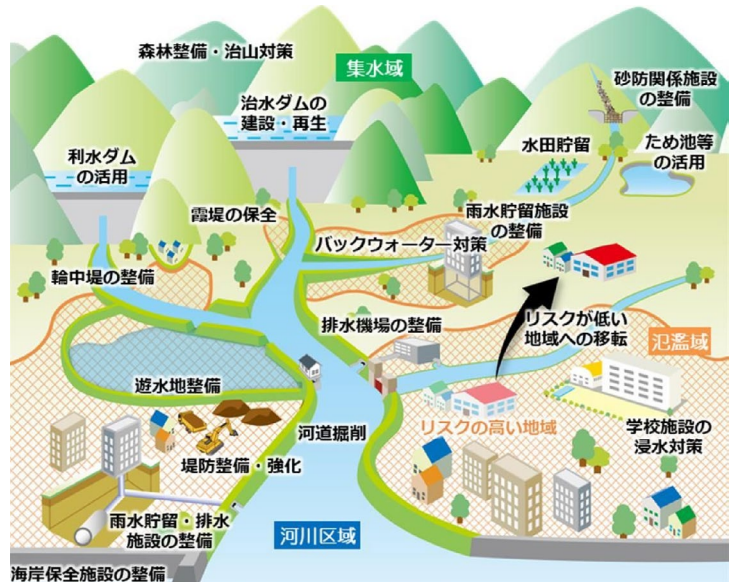 森林整備・治山対策
集水域
砂防関係施設
の整備
治水ダムの
建設・再生
水田貯留
ため池等
の活用
利水ダム
の活用
雨水貯留施設
の整備
霞堤の保全
バックウォーター対策
輪中堤の整備
排水機場の整備
リスクが低い
地域への移転
氾濫域
遊水地整備
リスクの高い地域
学校施設の
浸水対策
河道掘削
堤防整備・強化
雨水貯留・排水
施設の整備
河川区域
海岸保全施設の整備